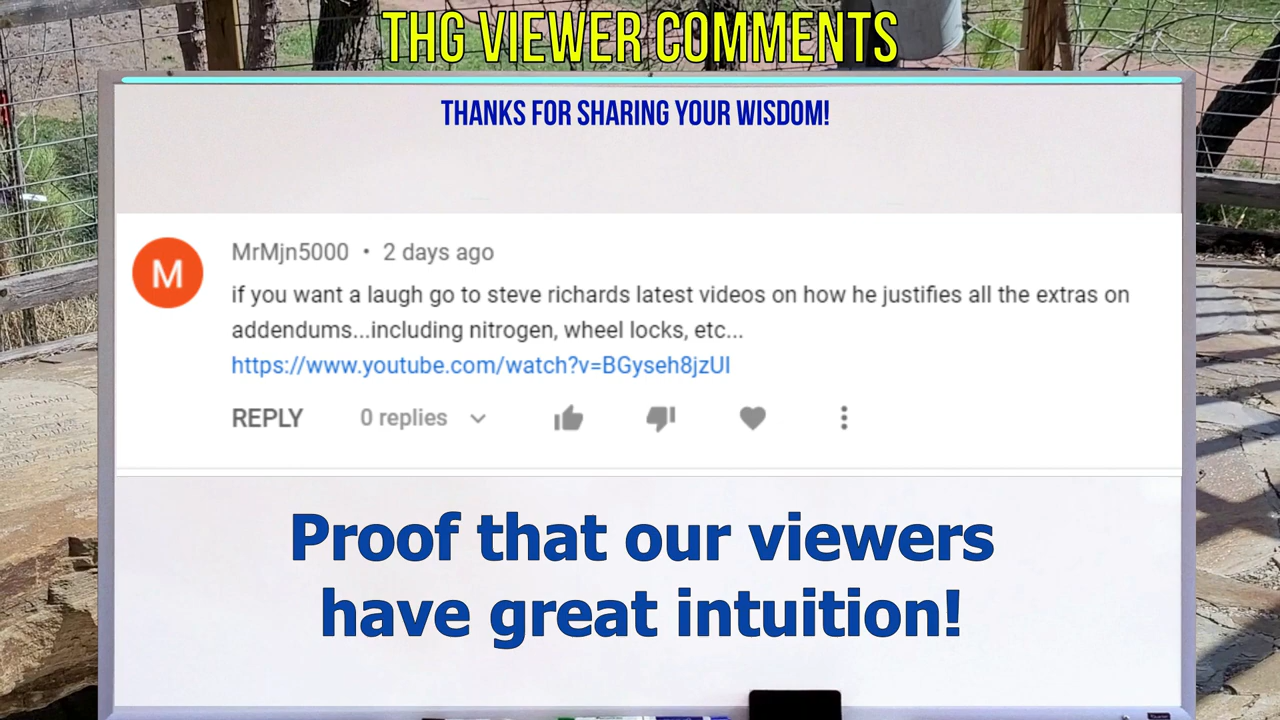 THG VIEWER COMMENTS
THANKS FOR SHARING YOUR WISDOM!
M
MrMjn5000 • 2 days ago
if you want a laugh go to steve richards latest videos on how he justifies all the extras on
addendums...including nitrogen, wheel locks, etc...
https://www.youtube.com/watch?v=BGyseh8jzUI
REPLY 0 replies
Proof that our viewers
have great intuition!